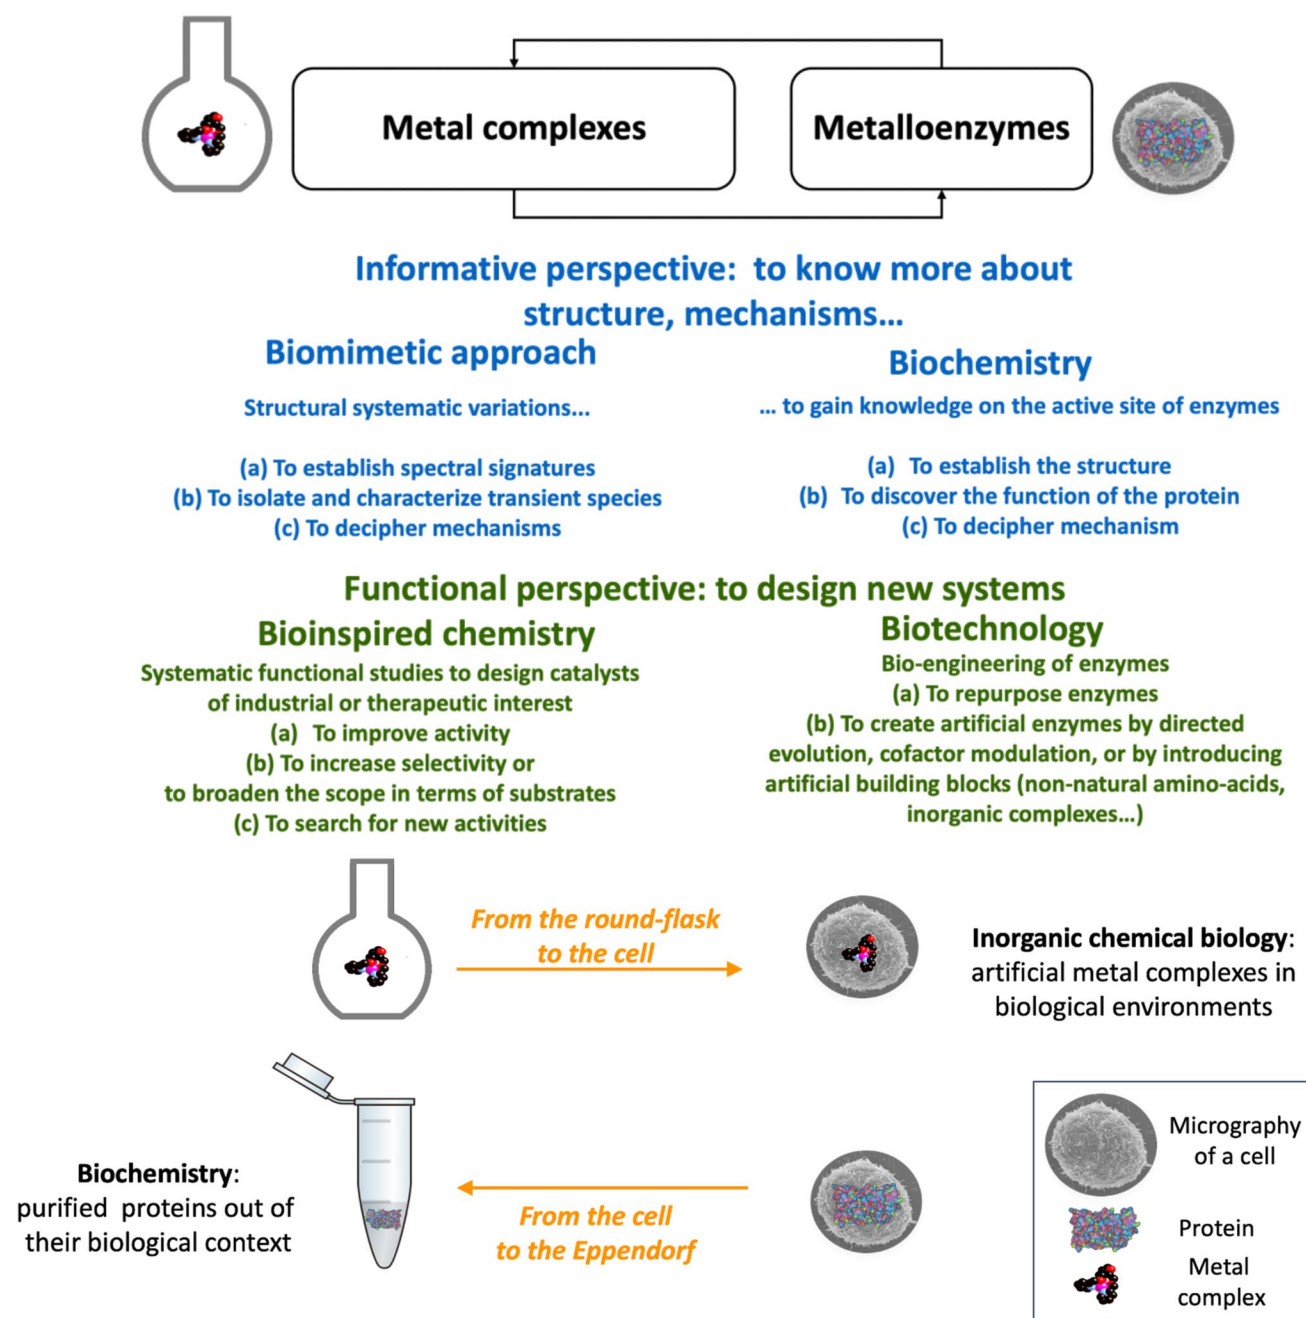 Metal complexes
Metalloenzymes
Informative perspective:  to know more about
structure, mechanisms...
Biomimetic approach
Structural systematic variations...
(a) To establish spectral signatures
(b) To isolate and characterize transient species
(c) To decipher mechanisms
Biochemistry
... to gain knowledge on the active site of enzymes
(a)  To establish the structure
(b)  To discover the function of the protein
(c) To decipher mechanism
Functional perspective: to design new systems
Bioinspired chemistry
Systematic functional studies to design catalysts
of industrial or therapeutic interest
(a)  To improve activity
(b) To increase selectivity or
to broaden the scope in terms of substrates
(c) To search for new activities
Biotechnology
Bio-engineering of enzymes
(a) To repurpose enzymes
(b) To create artificial enzymes by directed
evolution, cofactor modulation, or by introducing
artificial building blocks (non-natural amino-acids,
inorganic complexes...)
From the round-flask
to the cell
Inorganic chemical biology:
artificial metal complexes in
biological environments
Biochemistry:
purified  proteins out of
their biological context
From the cell
to the Eppendorf
Micrography
of a cell
Protein
Metal
complex